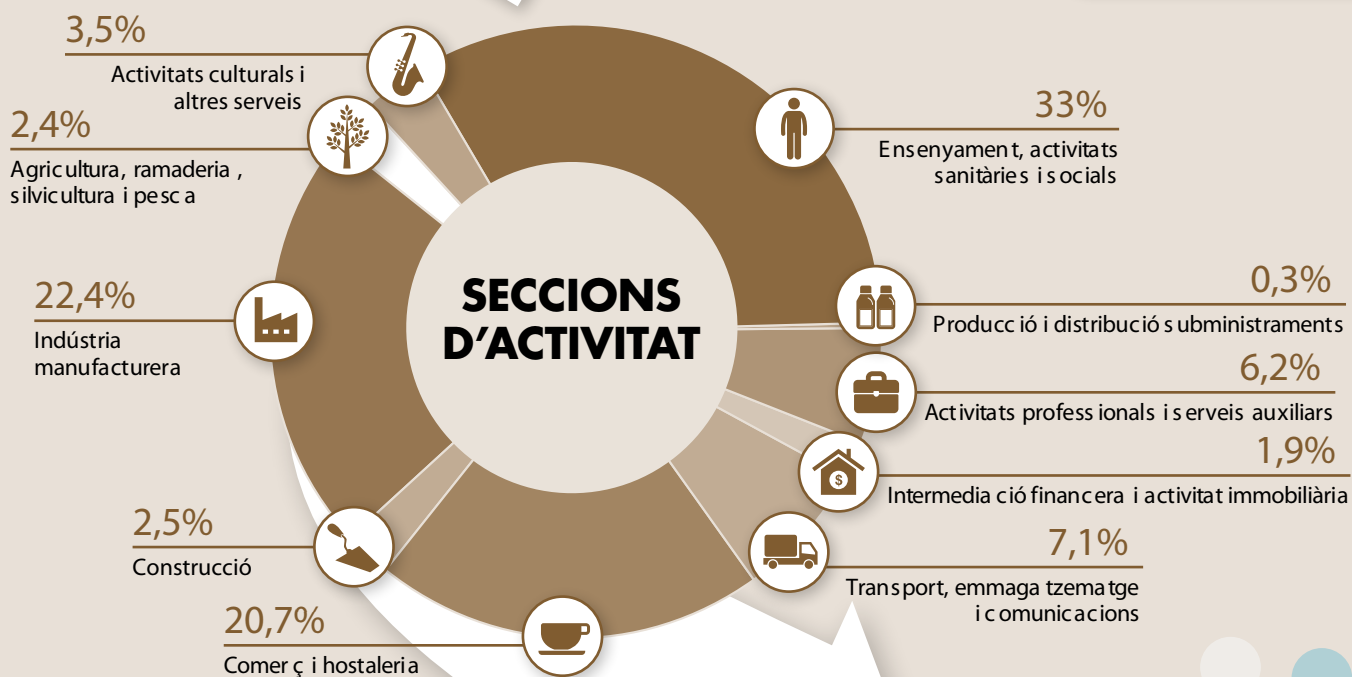 3,5%
Activitats culturals i
altres serveis
2,4%
Agricultura, ramaderia,
silvicultura i pesca
22,4%
Indústria
manufacturera
2,5%
Construcció
20,7%
Comerç i hostaleria
SECCIONS
D'ACTIVITAT
33%
Ensenyament, activitats
sanitàries i socials
0,3%
Producció i distribució subministraments
6,2%
Activitats professionals i serveis auxiliars
1,9%
Intermediació financera i activitat immobiliària
7,1%
Transport, emmagatzematge
i comunicacions
$